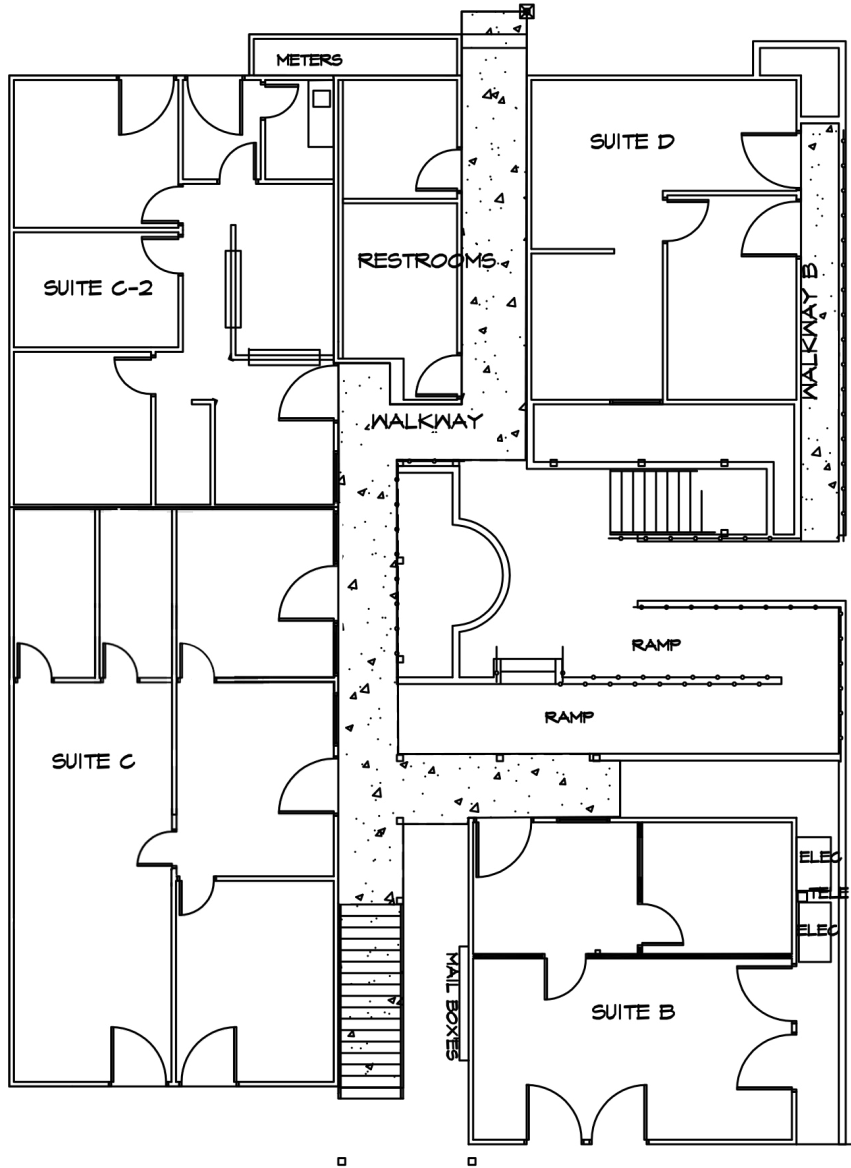 METERS
SUITE D
RESTROOMS
SUITE C-2
WALKWAY B
WALKWAY
RAMP
RAMP
SUITE C
ELEC
TELE
ELEC
MAIL BOXES
SUITE B